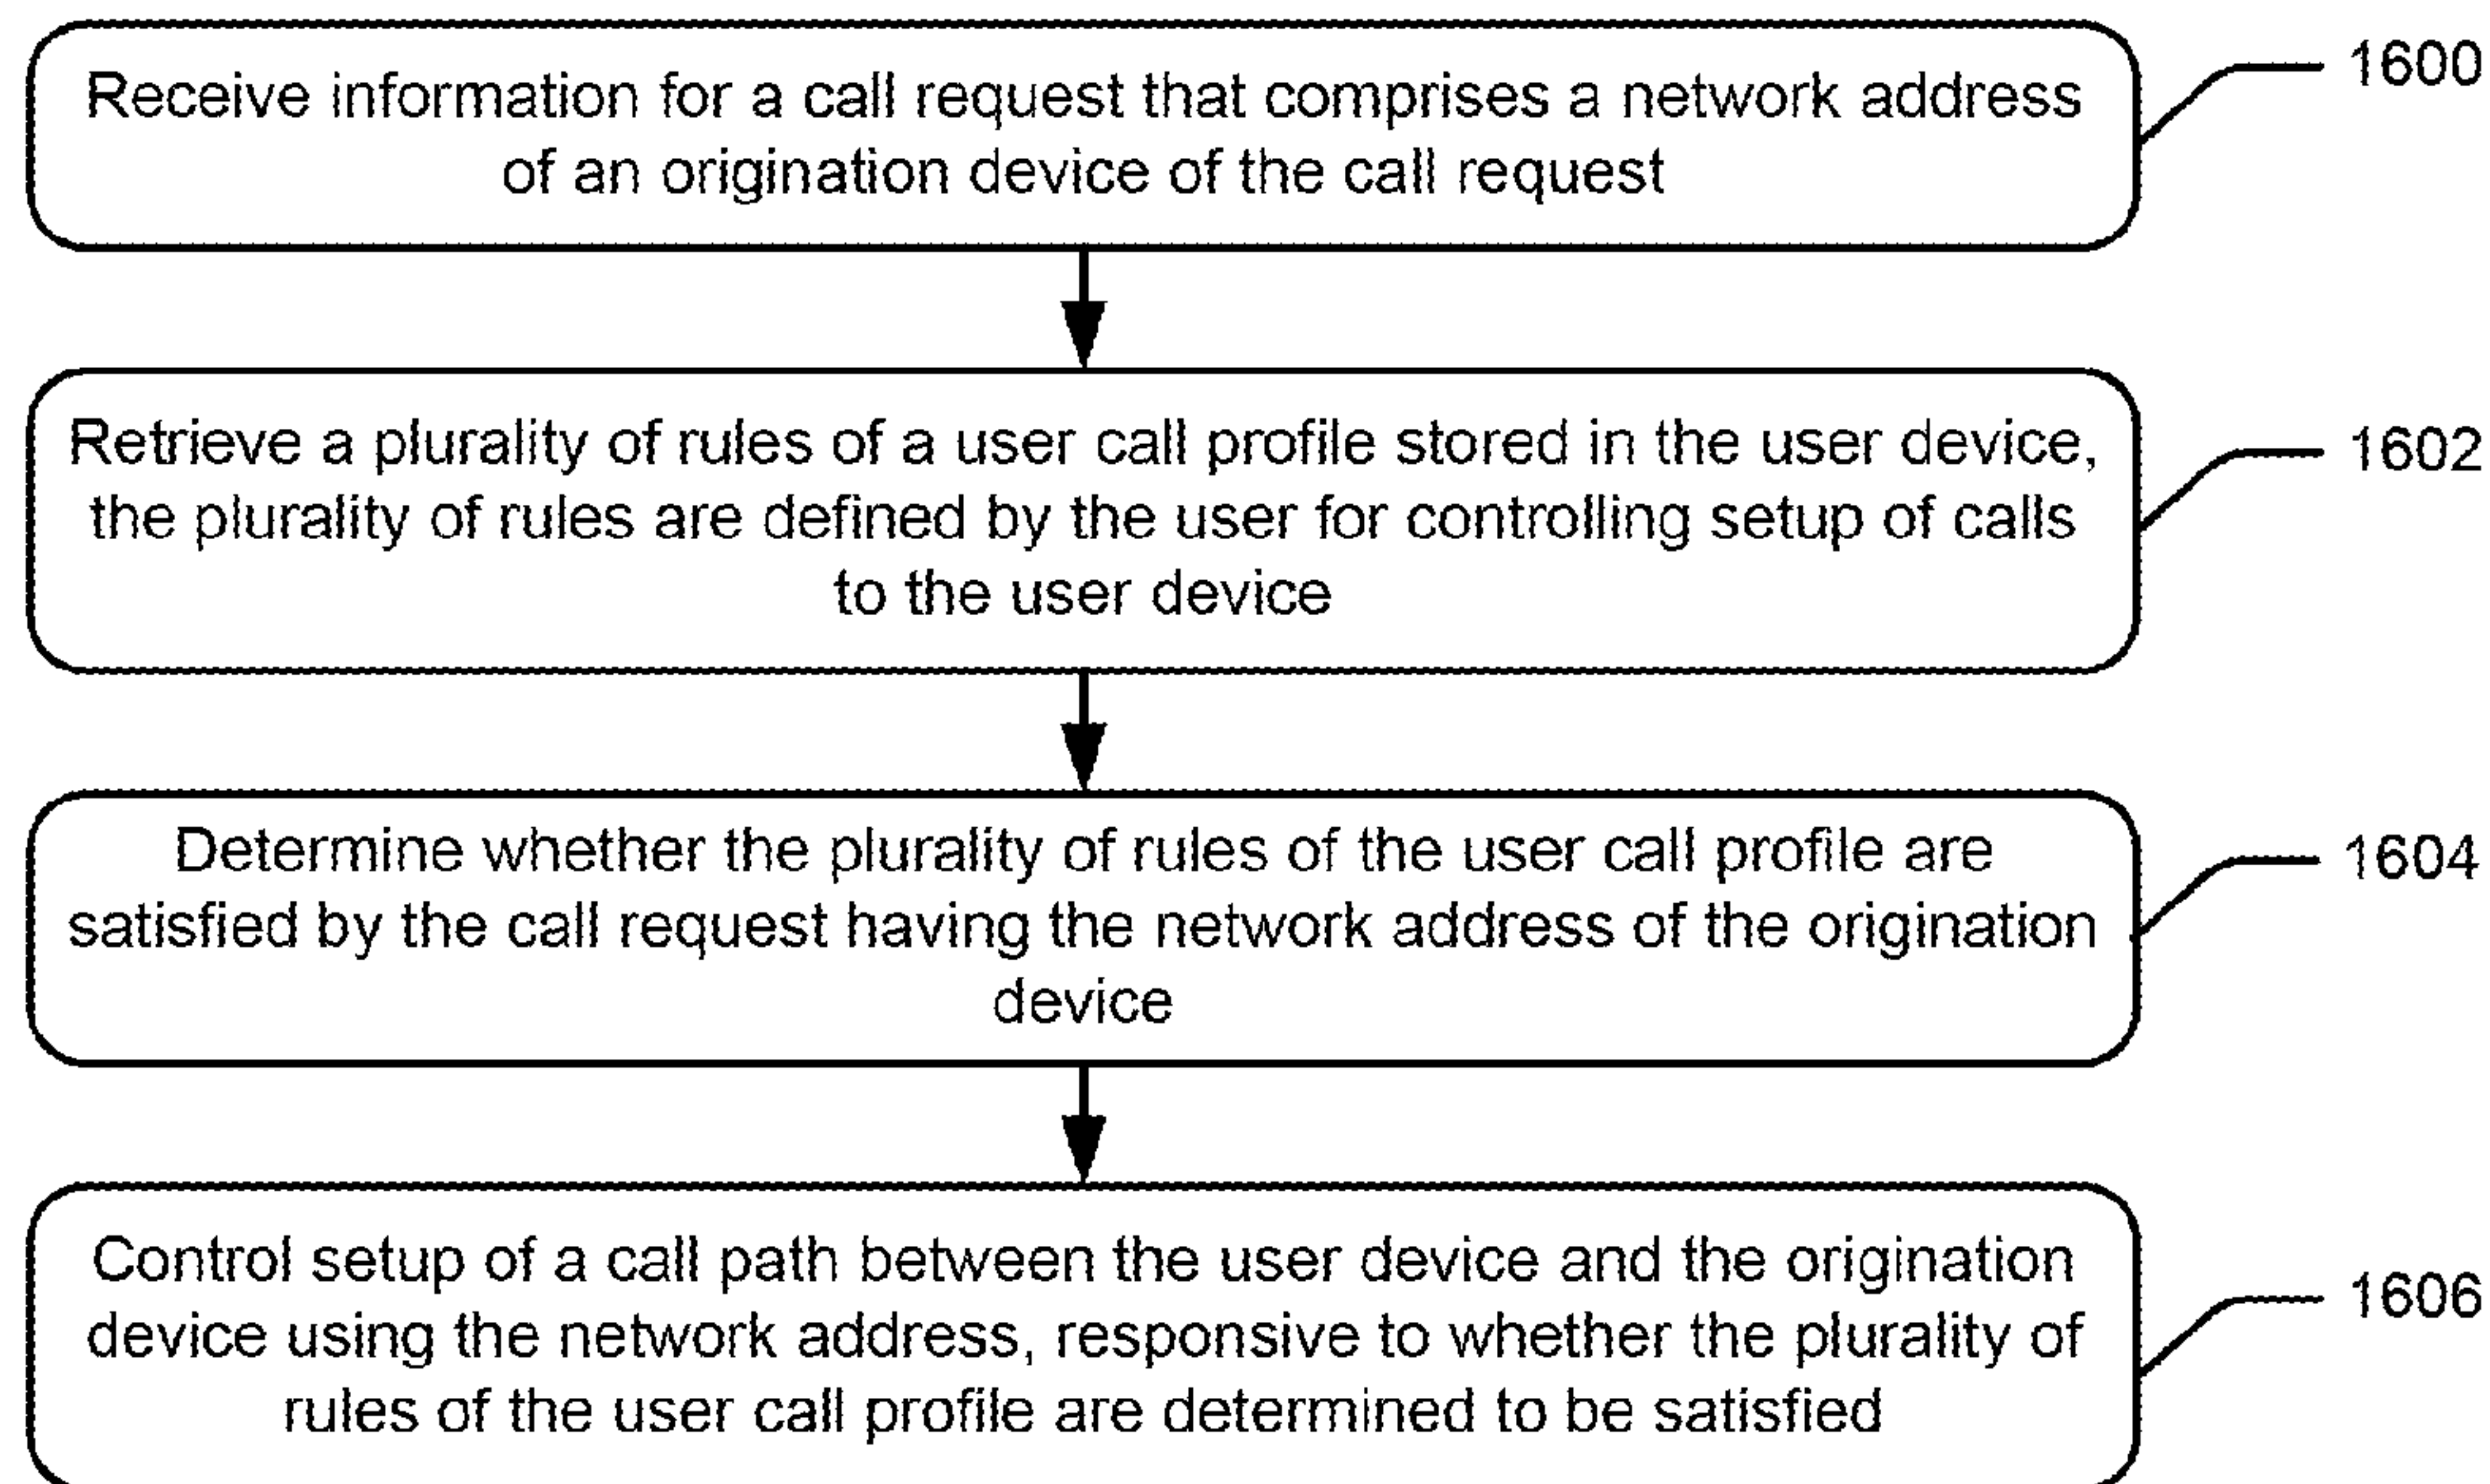 Receive information for a call request that comprises a network address
of an origination device of the call request
1600
Retrieve a plurality of rules of a user call profile stored in the user device,
the plurality of rules are defined by the user for controlling setup of calls
to the user device
1602
Determine whether the plurality of rules of the user call profile are
satisfied by the call request having the network address of the origination
device
1604
Control setup of a call path between the user device and the origination
device using the network address, responsive to whether the plurality of
rules of the user call profile are determined to be satisfied
1606